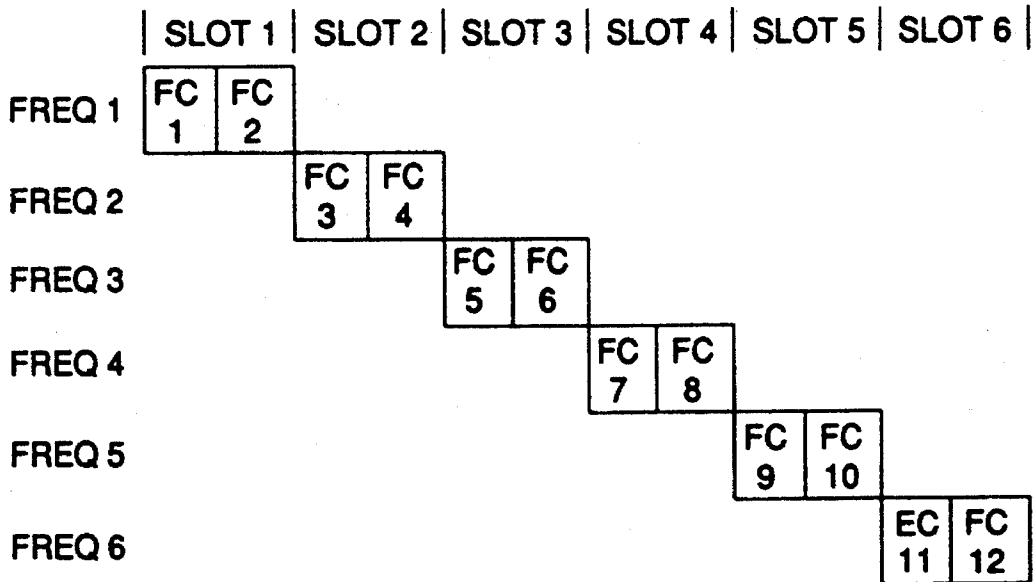 SLOT 1 SLOT 2 SLOT 3 SLOT 4 SLOT 5 SLOT 6
FREQ 1 FC 1 FC 2
FREQ 2 FC 3 FC 4
FREQ 3 FC 5 FC 6
FREQ 4 FC 7 FC 8
FREQ 5 FC 9 FC 10
FREQ 6 EC 11 FC 12